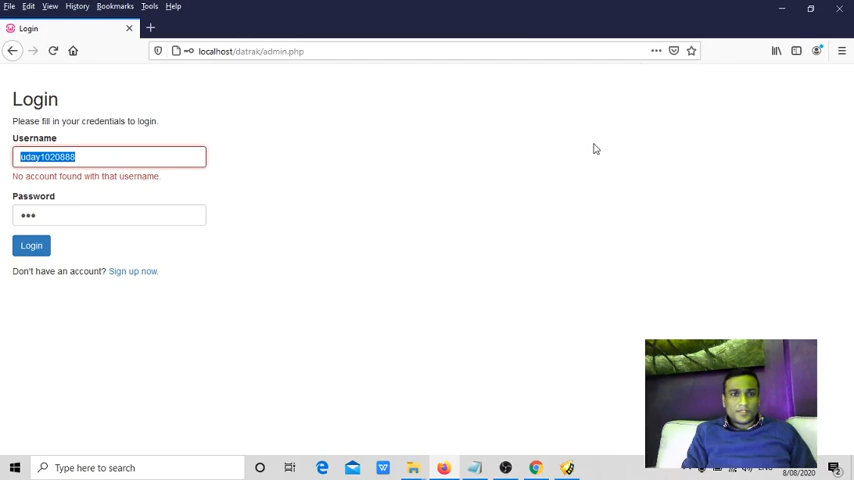 File Edit View History Bookmarks Tools Help
Login
localhost/datrak/admin.php
Login
Please fill in your credentials to login.
Username
uday1020888
No account found with that username.
Password
Login
Don't have an account? Sign up now.
Type here to search
ENG
8/08/2020
2